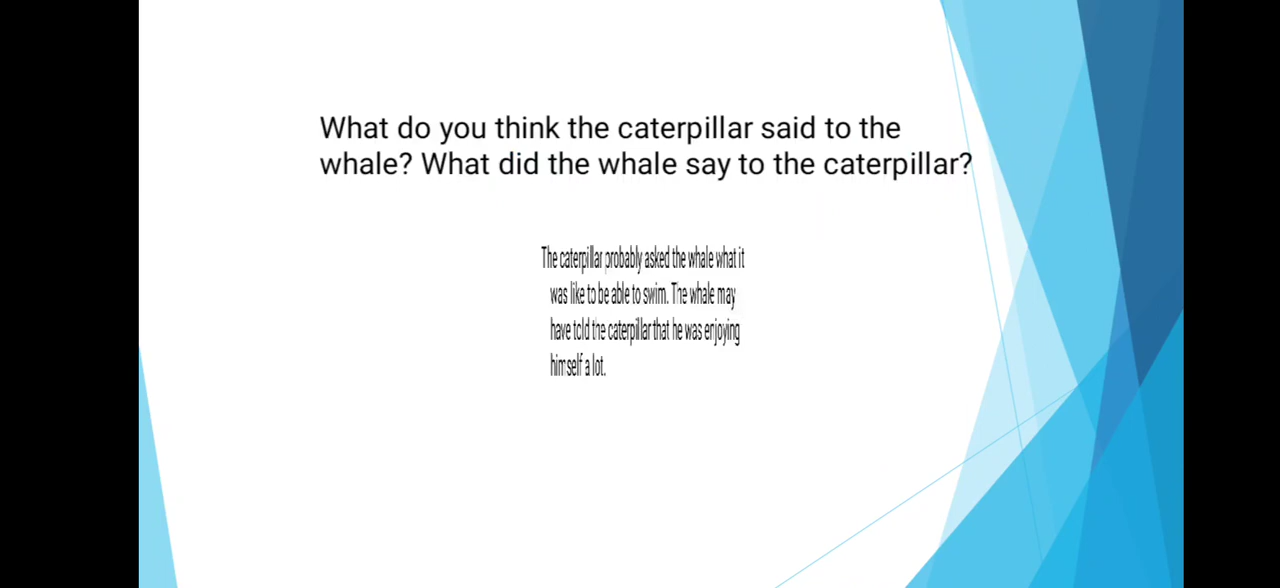 What do you think the caterpillar said to the
whale? What did the whale say to the caterpillar?
The caterpillar probably asked the whale what it
was like to be able to swim. The whale may
have told the caterpillar that he was enjoying
himself a lot.